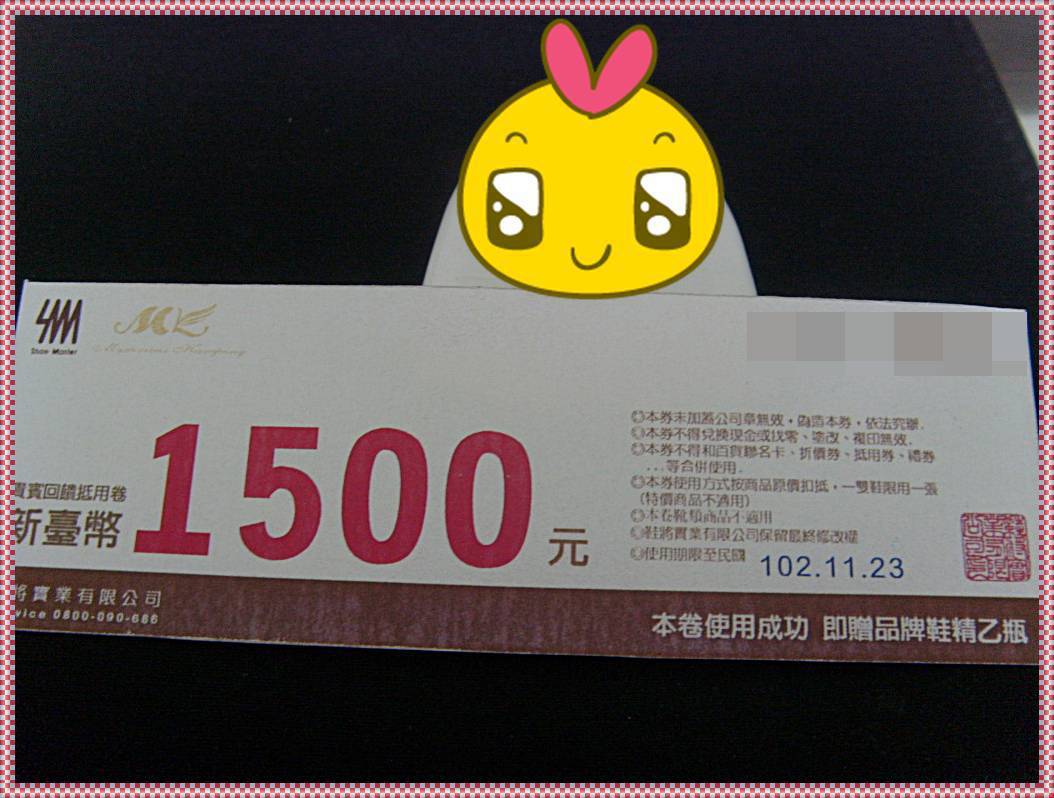 SM
Shoe Master
MK
貴賓回饋抵用卷
新臺幣
1500元
◎本券未加蓋公司章無效，偽造本券，依法究辦.
◎本券不得兌換現金或找零、塗改、複印無效.
◎本券不得和百貨聯名卡、折價券、抵用券、禮券
...等合併使用.
◎本券使用方式按商品原價扣抵，一雙鞋限用一張
(特價商品不適用)
◎本卷靴類商品不適用
◎鞋將實業有限公司保留最終修改權
◎使用期限至民國
102.11.23
將實業有限公司
vice 0800-090-686
本卷使用成功 即贈品牌鞋精乙瓶